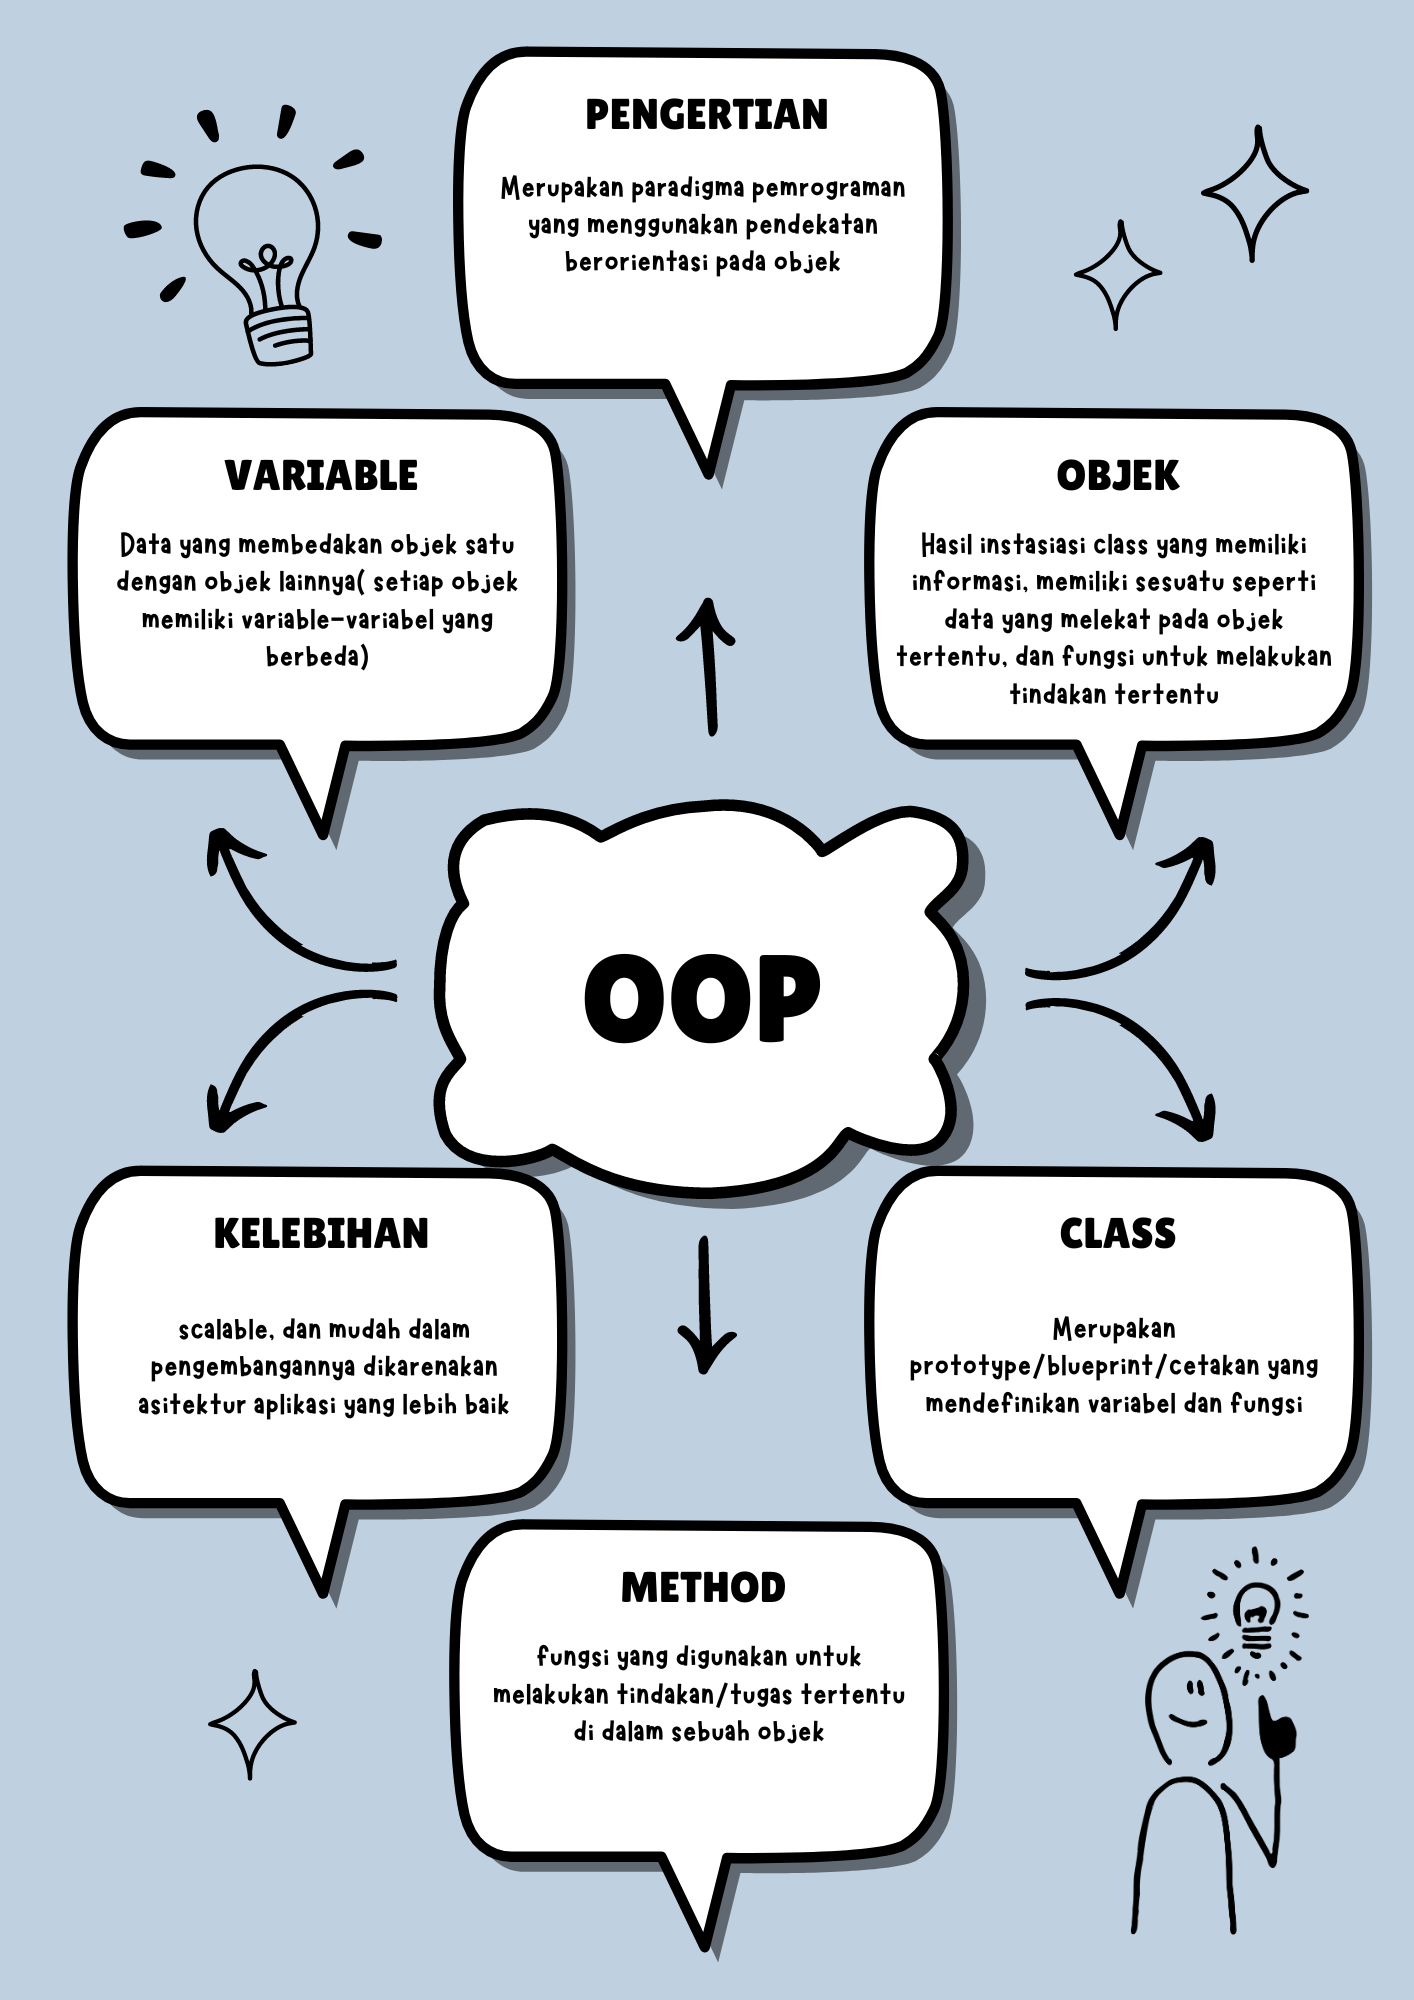 PENGERTIAN
Merupakan paradigma pemrograman
yang menggunakan pendekatan
berorientasi pada objek
VARIABLE
Data yang membedakan objek satu
dengan objek lainnya( setiap objek
memiliki variable-variabel yang
berbeda)
OBJEK
Hasil instasiasi class yang memiliki
informasi, memiliki sesuatu seperti
data yang melekat pada objek
tertentu, dan fungsi untuk melakukan
tindakan tertentu
OOP
KELEBIHAN
scalable, dan mudah dalam
pengembangannya dikarenakan
asitektur aplikasi yang lebih baik
CLASS
Merupakan
prototype/blueprint/cetakan yang
mendefinikan variabel dan fungsi
METHOD
fungsi yang digunakan untuk
melakukan tindakan/tugas tertentu
di dalam sebuah objek